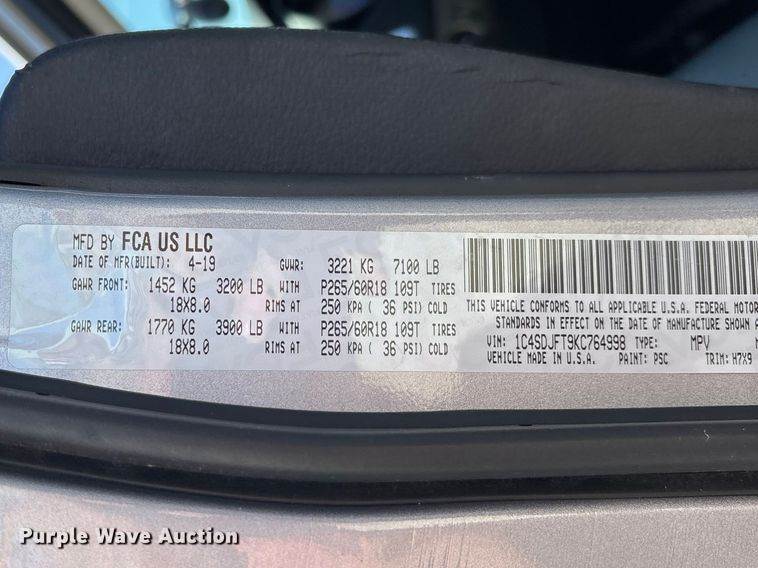 MFD BY FCA US LLC
DATE OF MFR(BUILT): 4-19 GVWR: 3221 KG 7100 LB
GAWR FRONT: 1452 KG 3200 LB WITH P265/60R18 109T TIRES
18X8.0 RIMS AT 250 KPA ( 36 PSI) COLD
GAWR REAR: 1770 KG 3900 LB WITH P265/60R18 109T TIRES
18X8.0 RIMS AT 250 KPA ( 36 PSI) COLD
THIS VEHICLE CONFORMS TO ALL APPLICABLE U.S.A. FEDERAL MOTOR
IN EFFECT ON THE DATE OF MANUFACTURE SHOWN A
VIN: 1C4SDJFT9KC764998 TYPE: MPV
VEHICLE MADE IN U.S.A. PAINT: PSC TRIM: H7X9
Purple Wave Auction®